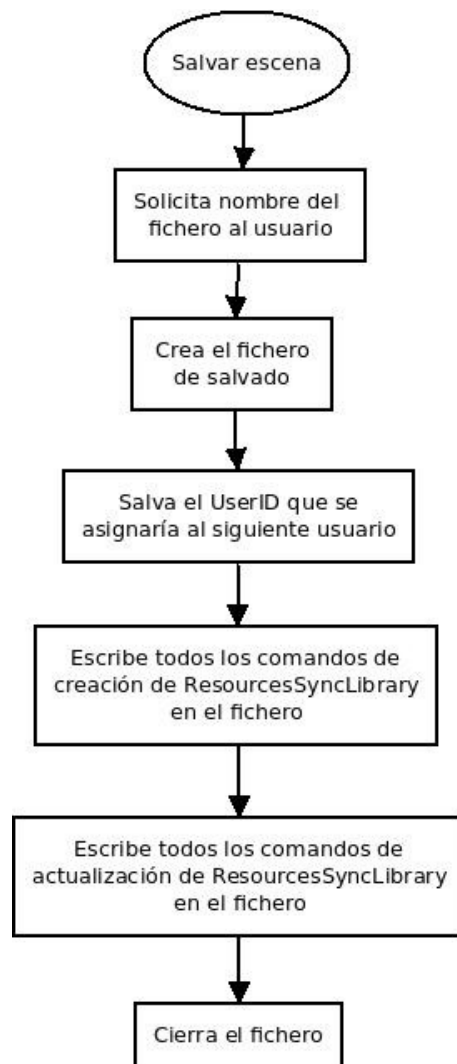 Salvar escena
Solicita nombre del
fichero al usuario
Crea el fichero
de salvado
Salva el UserID que se
asignaría al siguiente usuario
Escribe todos los comandos de
creación de ResourcesSyncLibrary
en el fichero
Escribe todos los comandos de
actualización de ResourcesSyncLibrary
en el fichero
Cierra el fichero